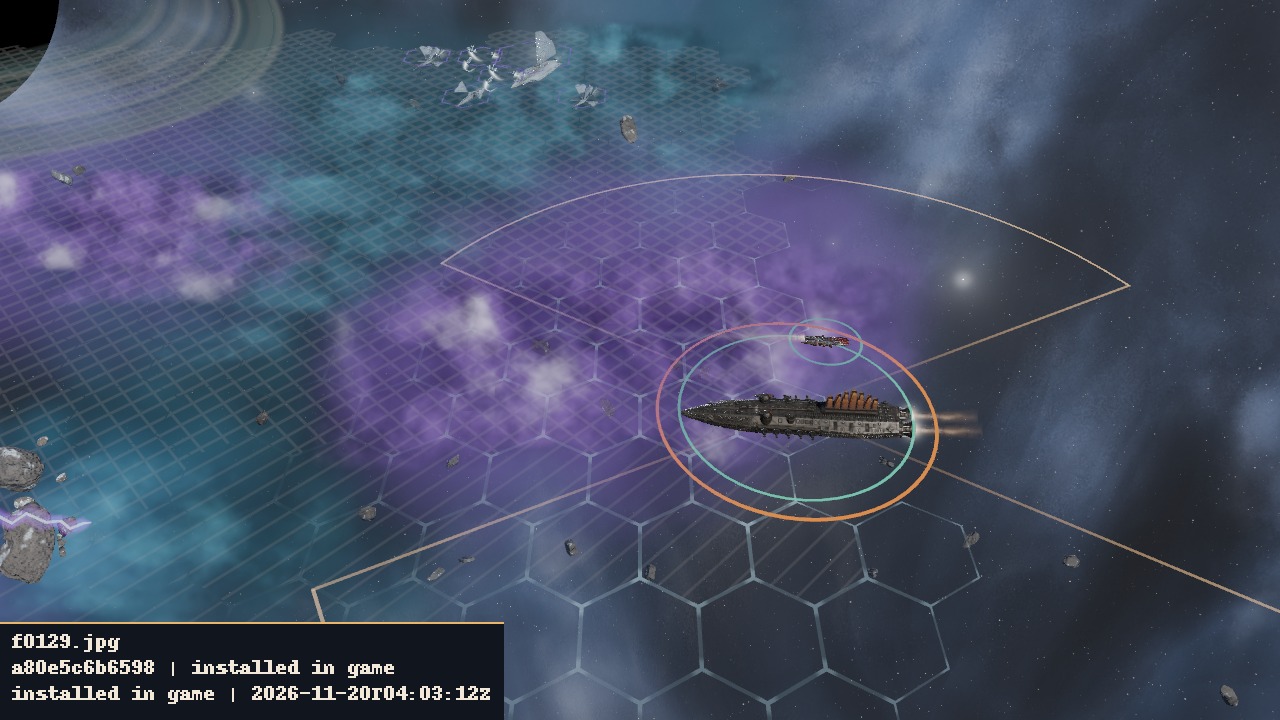 f0129.jpg
a80e5c6b6598 | installed in game
installed in game | 2026-11-20T04:03:12Z